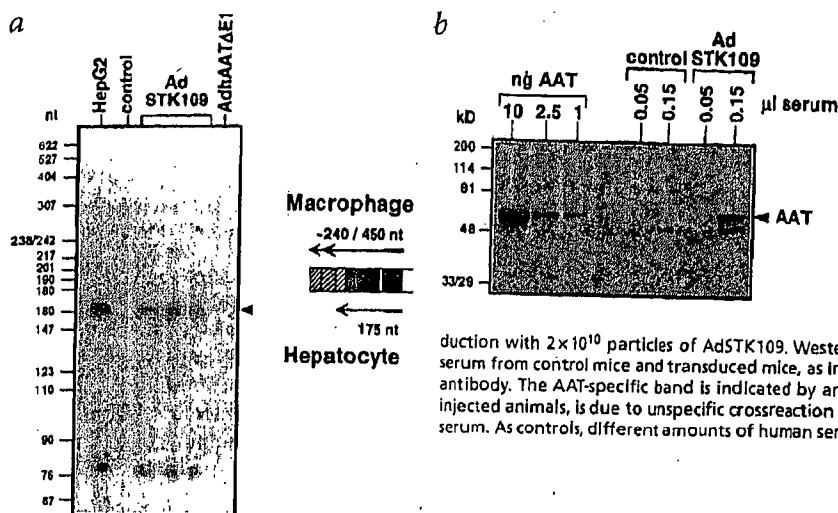 a
HepG2
control
Ad
STK109
AdhAATΔE1
nt
622
527
404
307
238/242
217
201
190
180
180
147
123
110
90
76
67
Macrophage
~240 / 450 nt
175 nt
Hepatocyte
b
ng AAT
10 2.5 1
control
0.05 0.15
Ad
STK109
0.05 0.15
µl serum
kD
200
114
81
48
33/29
AAT
duction with 2×10¹⁰ particles of AdSTK109. Weste
serum from control mice and transduced mice, as in
antibody. The AAT-specific band is indicated by ar
injected animals, is due to unspecific crossreaction
serum. As controls, different amounts of human ser